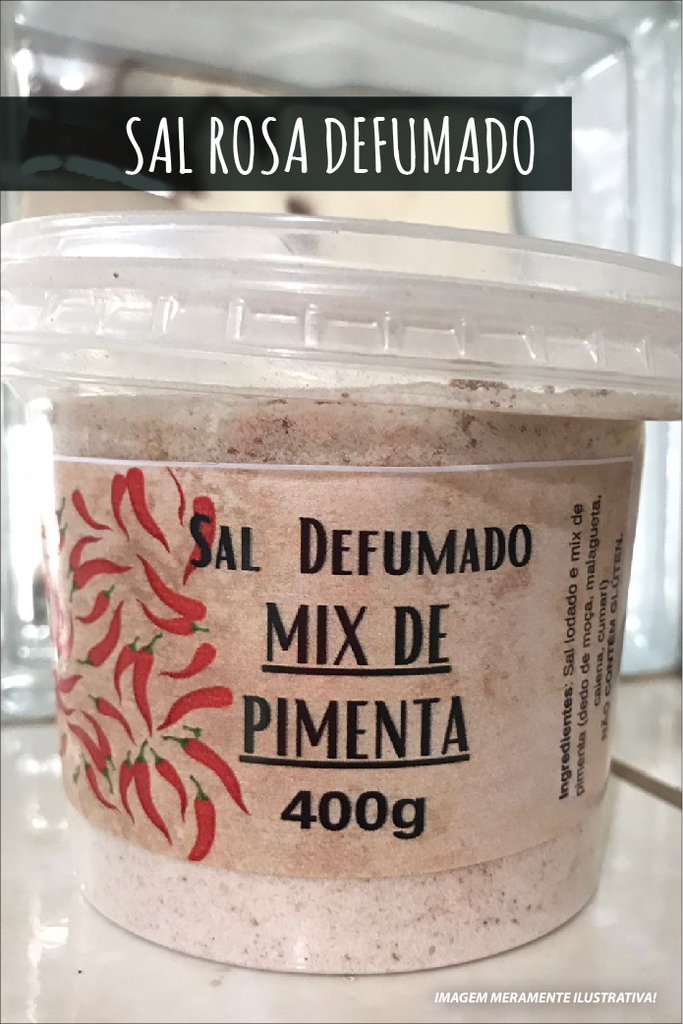 SAL ROSA DEFUMADO
SAL DEFUMADO
MIX DE
PIMENTA
400g
Ingredientes: Sal Iodado e mix de
pimenta (dedo de moça, malagueta,
caiena, cumari)
NÃO CONTÉM GLÚTEN.
IMAGEM MERAMENTE ILUSTRATIVA!